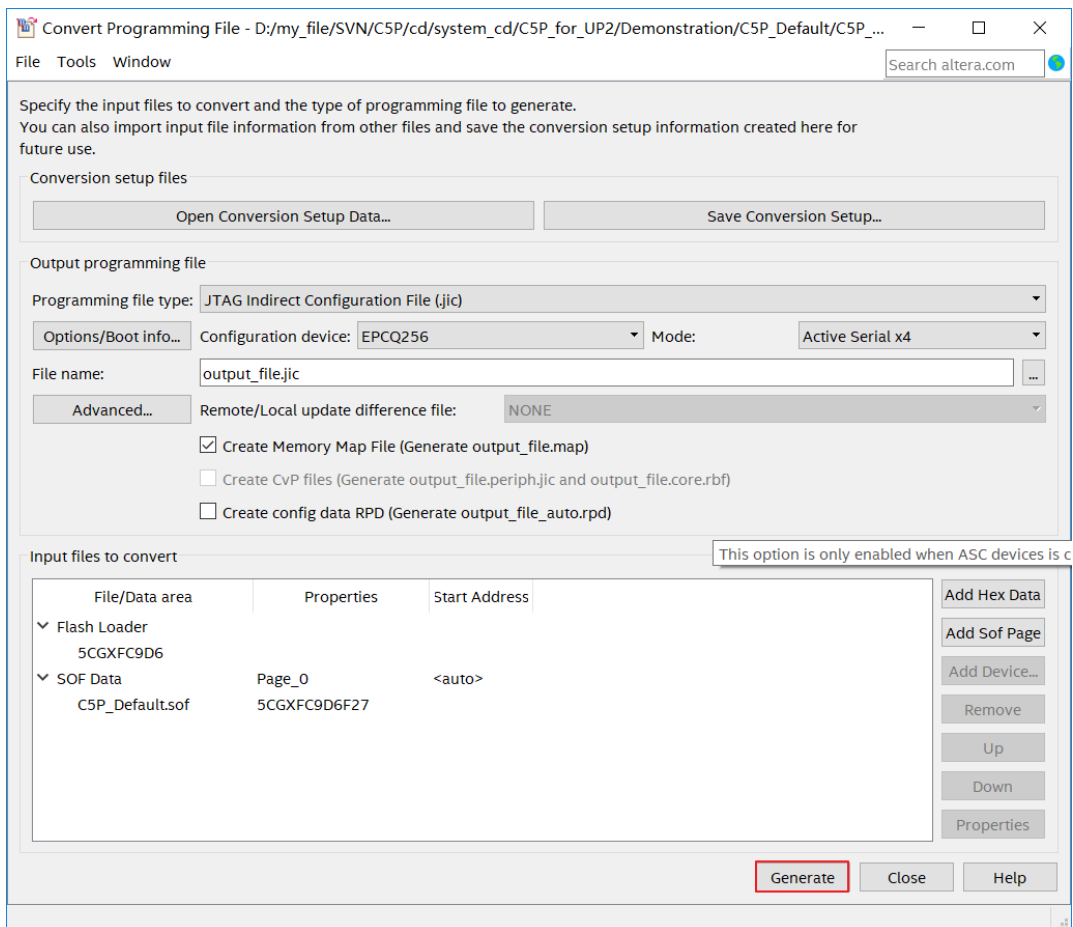 Convert Programming File - D:/my_file/SVN/C5P/cd/system_cd/C5P_for_UP2/Demonstration/C5P_Default/C5P_...
File Tools Window
Search altera.com
Specify the input files to convert and the type of programming file to generate.
You can also import input file information from other files and save the conversion setup information created here for
future use.
Conversion setup files
Open Conversion Setup Data...
Save Conversion Setup...
Output programming file
Programming file type: JTAG Indirect Configuration File (.jic)
Options/Boot info... Configuration device: EPCQ256 Mode: Active Serial x4
File name: output_file.jic ...
Advanced... Remote/Local update difference file: NONE
Create Memory Map File (Generate output_file.map)
Create CvP files (Generate output_file.periph.jic and output_file.core.rbf)
Create config data RPD (Generate output_file_auto.rpd)
Input files to convert
This option is only enabled when ASC devices is c
File/Data area Properties Start Address
Flash Loader
5CGXFC9D6
SOF Data Page_0 <auto>
C5P_Default.sof 5CGXFC9D6F27
Add Hex Data
Add Sof Page
Add Device...
Remove
Up
Down
Properties
Generate Close Help